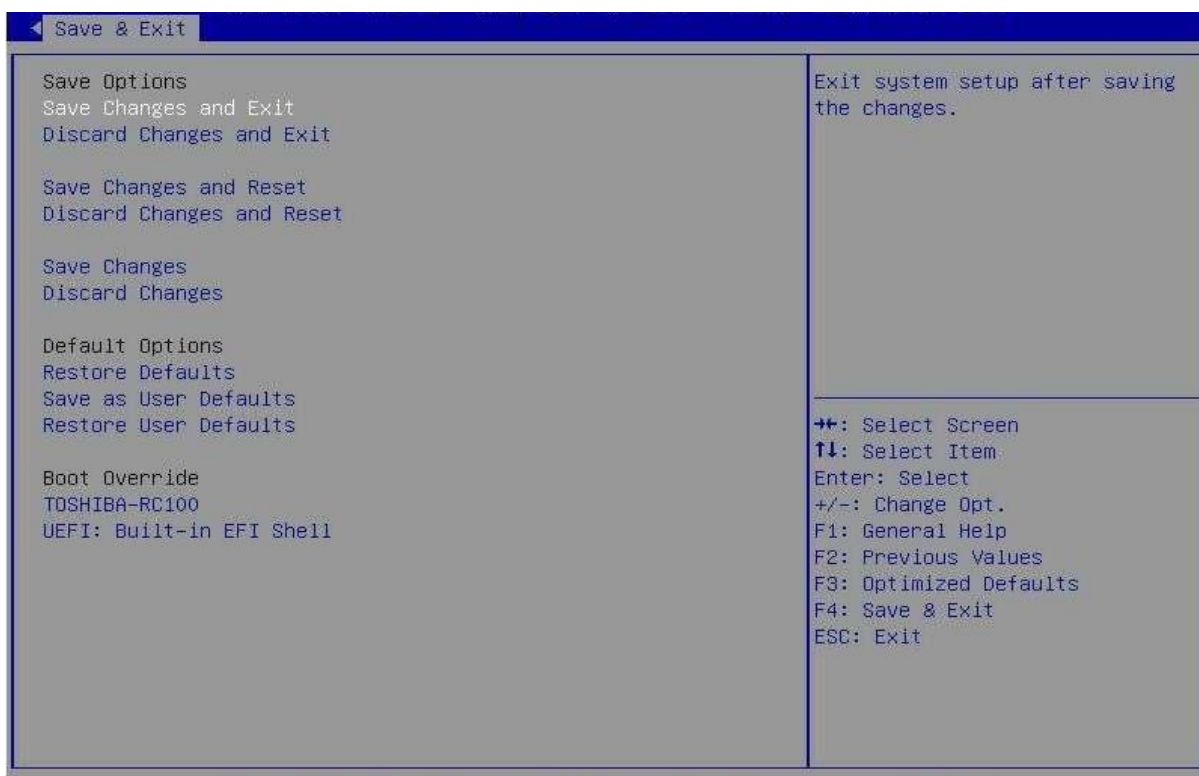 Save & Exit
Save Options
Save Changes and Exit
Discard Changes and Exit
Save Changes and Reset
Discard Changes and Reset
Save Changes
Discard Changes
Default Options
Restore Defaults
Save as User Defaults
Restore User Defaults
Boot Override
TOSHIBA-RC100
UEFI: Built-in EFI Shell
Exit system setup after saving
the changes.
→←: Select Screen
↑↓: Select Item
Enter: Select
+/-: Change Opt.
F1: General Help
F2: Previous Values
F3: Optimized Defaults
F4: Save & Exit
ESC: Exit